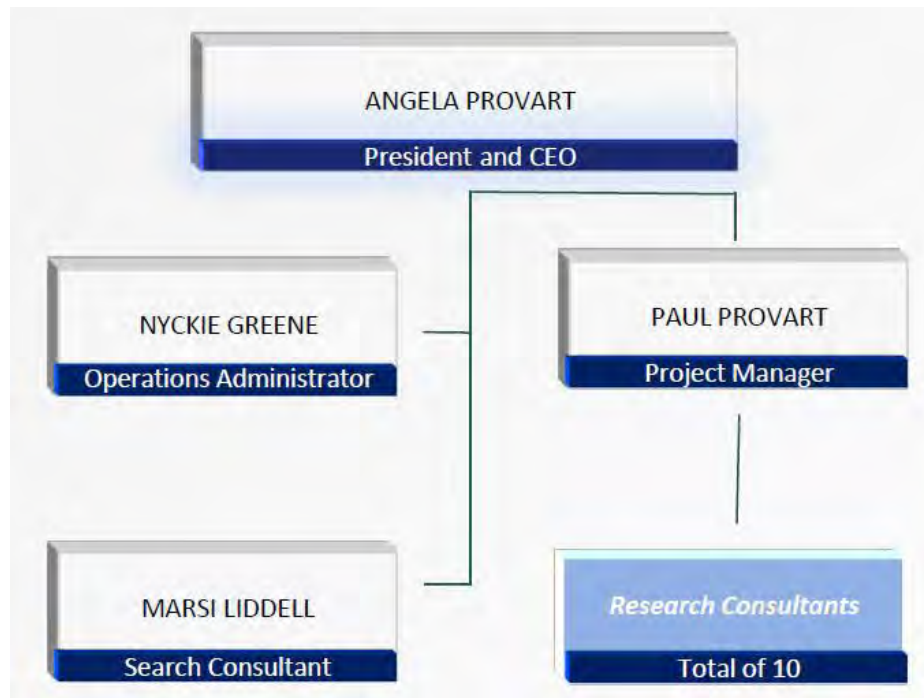 ANGELA PROVART
President and CEO
NYCKIE GREENE
Operations Administrator
PAUL PROVART
Project Manager
MARSI LIDDELL
Search Consultant
Research Consultants
Total of 10